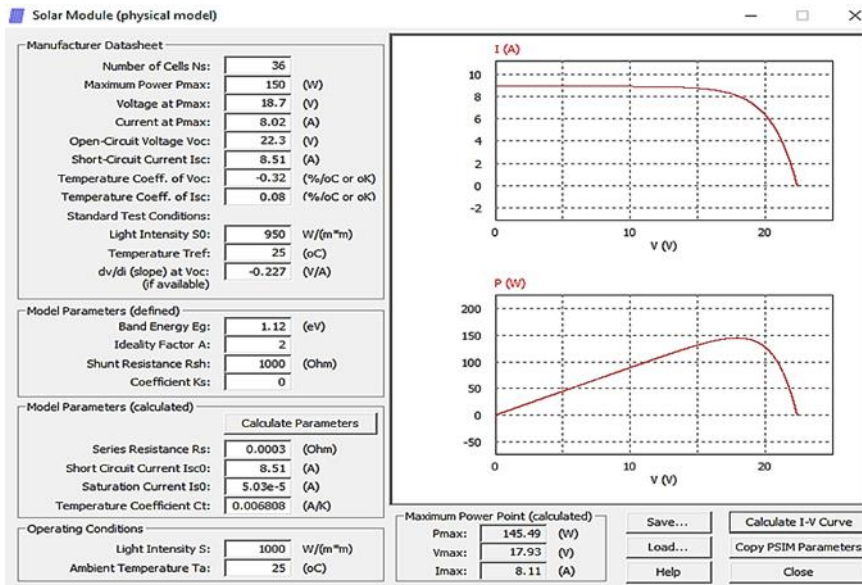 Solar Module (physical model)
Manufacturer Datasheet
Number of Cells Ns: 36
Maximum Power Pmax: 150 (W)
Voltage at Pmax: 18.7 (V)
Current at Pmax: 8.02 (A)
Open-Circuit Voltage Voc: 22.3 (V)
Short-Circuit Current Isc: 8.51 (A)
Temperature Coeff. of Voc: -0.32 (%/oC or oK)
Temperature Coeff. of Isc: 0.08 (%/oC or oK)
Standard Test Conditions:
Light Intensity S0: 950 W/(m*m)
Temperature Tref: 25 (oC)
dv/di (slope) at Voc: -0.227 (V/A)
(if available)
Model Parameters (defined)
Band Energy Eg: 1.12 (eV)
Ideality Factor A: 2
Shunt Resistance Rsh: 1000 (Ohm)
Coefficient Ks: 0
Model Parameters (calculated)
Calculate Parameters
Series Resistance Rs: 0.0003 (Ohm)
Short Circuit Current Isc0: 8.51 (A)
Saturation Current Is0: 5.03e-5 (A)
Temperature Coefficient Ct: 0.006808 (A/K)
Operating Conditions
Light Intensity S: 1000 W/(m*m)
Ambient Temperature Ta: 25 (oC)
I (A)
10
8
6
4
2
0
-2
0 10 20
V (V)
P (W)
200
150
100
50
0
-50
0 10 20
V (V)
Maximum Power Point (calculated)
Pmax: 145.49 (W)
Vmax: 17.93 (V)
Imax: 8.11 (A)
Save... Calculate I-V Curve
Load... Copy PSIM Parameters
Help Close